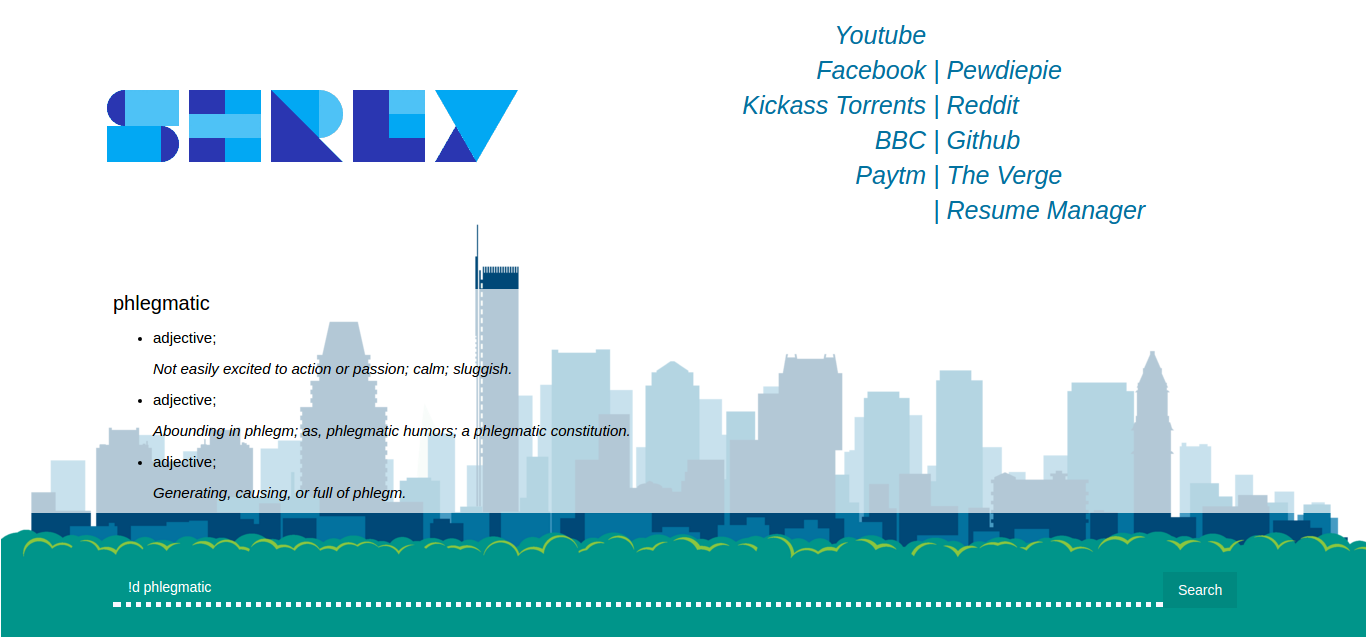 Youtube
Facebook | Pewdiepie
Kickass Torrents | Reddit
BBC | Github
Paytm | The Verge
| Resume Manager
phlegmatic
• adjective;
Not easily excited to action or passion; calm; sluggish.
• adjective;
Abounding in phlegm; as, phlegmatic humors; a phlegmatic constitution.
• adjective;
Generating, causing, or full of phlegm.
!d phlegmatic
Search